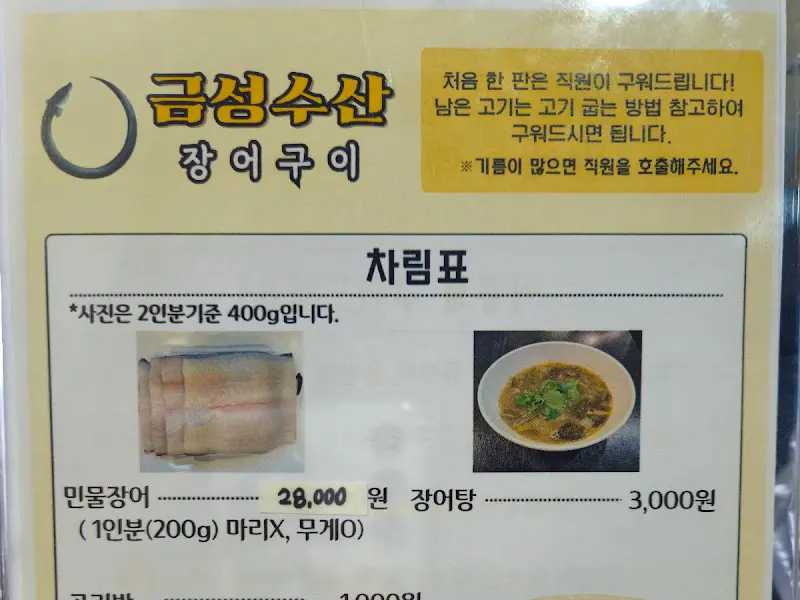 금성수산
장어구이
처음 한 판은 직원이 구워드립니다!
남은 고기는 고기 굽는 방법 참고하여
구워드시면 됩니다.
※기름이 많으면 직원을 호출해주세요.
차림표
*사진은 2인분기준 400g입니다.
민물장어 ........................ 28,000 원
( 1인분(200g) 마리X, 무게O)
장어탕 ........................ 3,000원